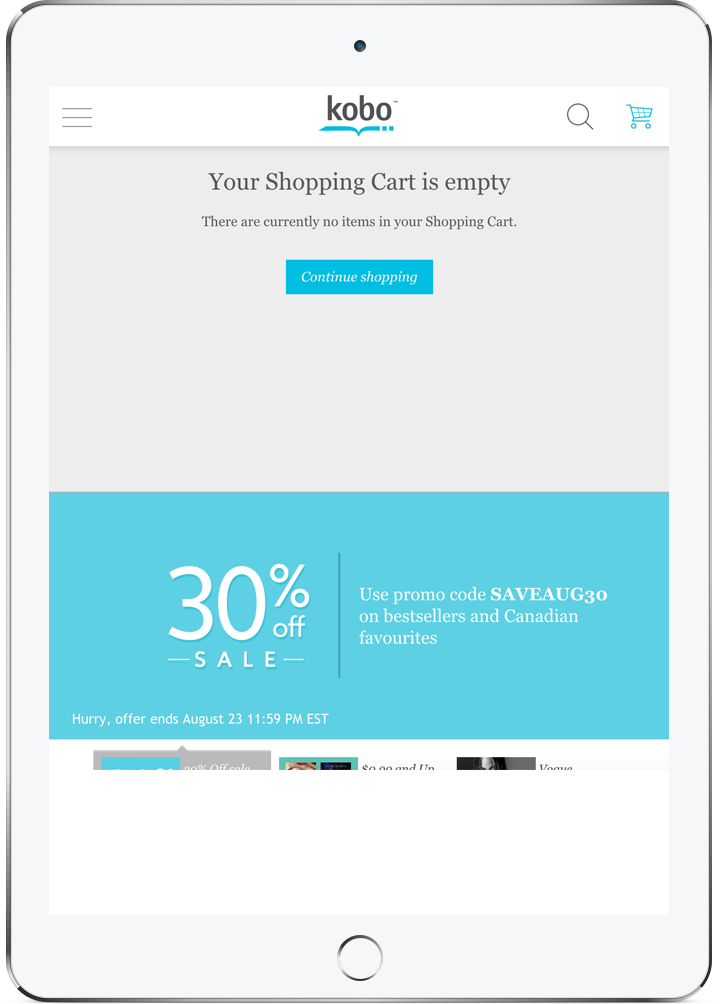 kobo™
Your Shopping Cart is empty
There are currently no items in your Shopping Cart.
Continue shopping
30%
off
SALE
Use promo code SAVEAUG30
on bestsellers and Canadian
favourites
Hurry, offer ends August 23 11:59 PM EST
30% Off sale
$0.99 and Up
Vogue